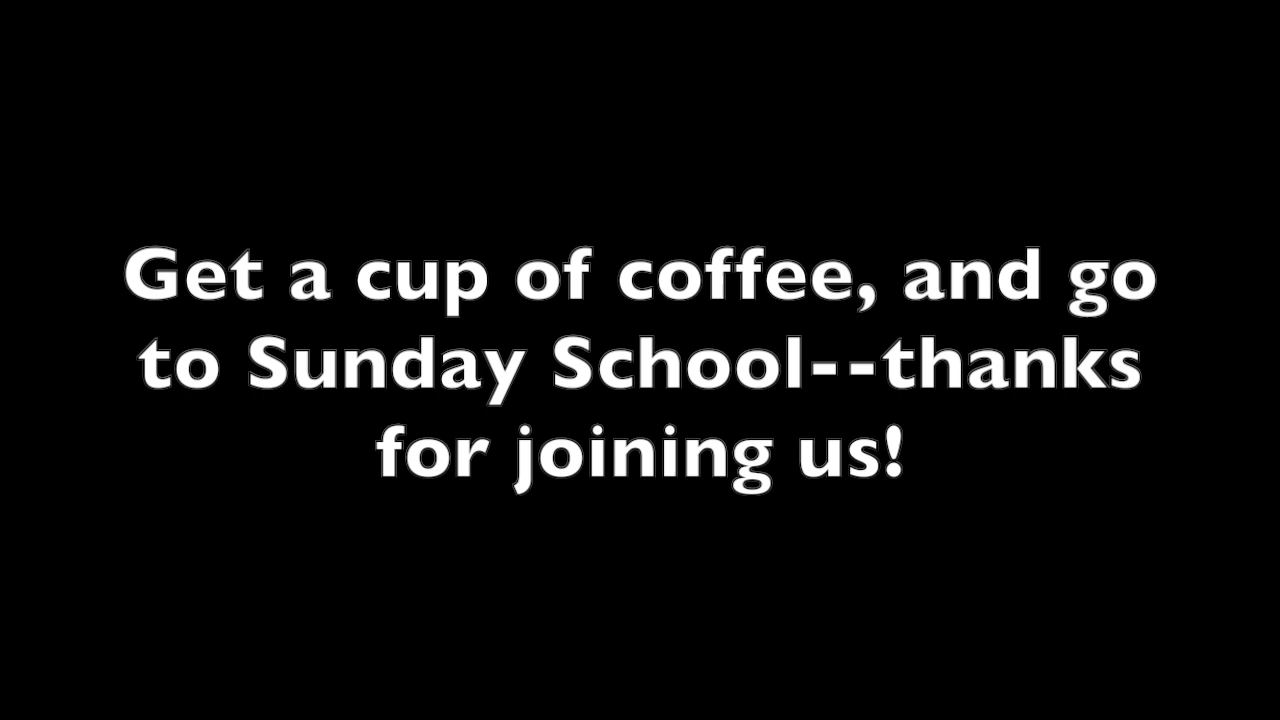 Get a cup of coffee, and go
to Sunday School--thanks
for joining us!